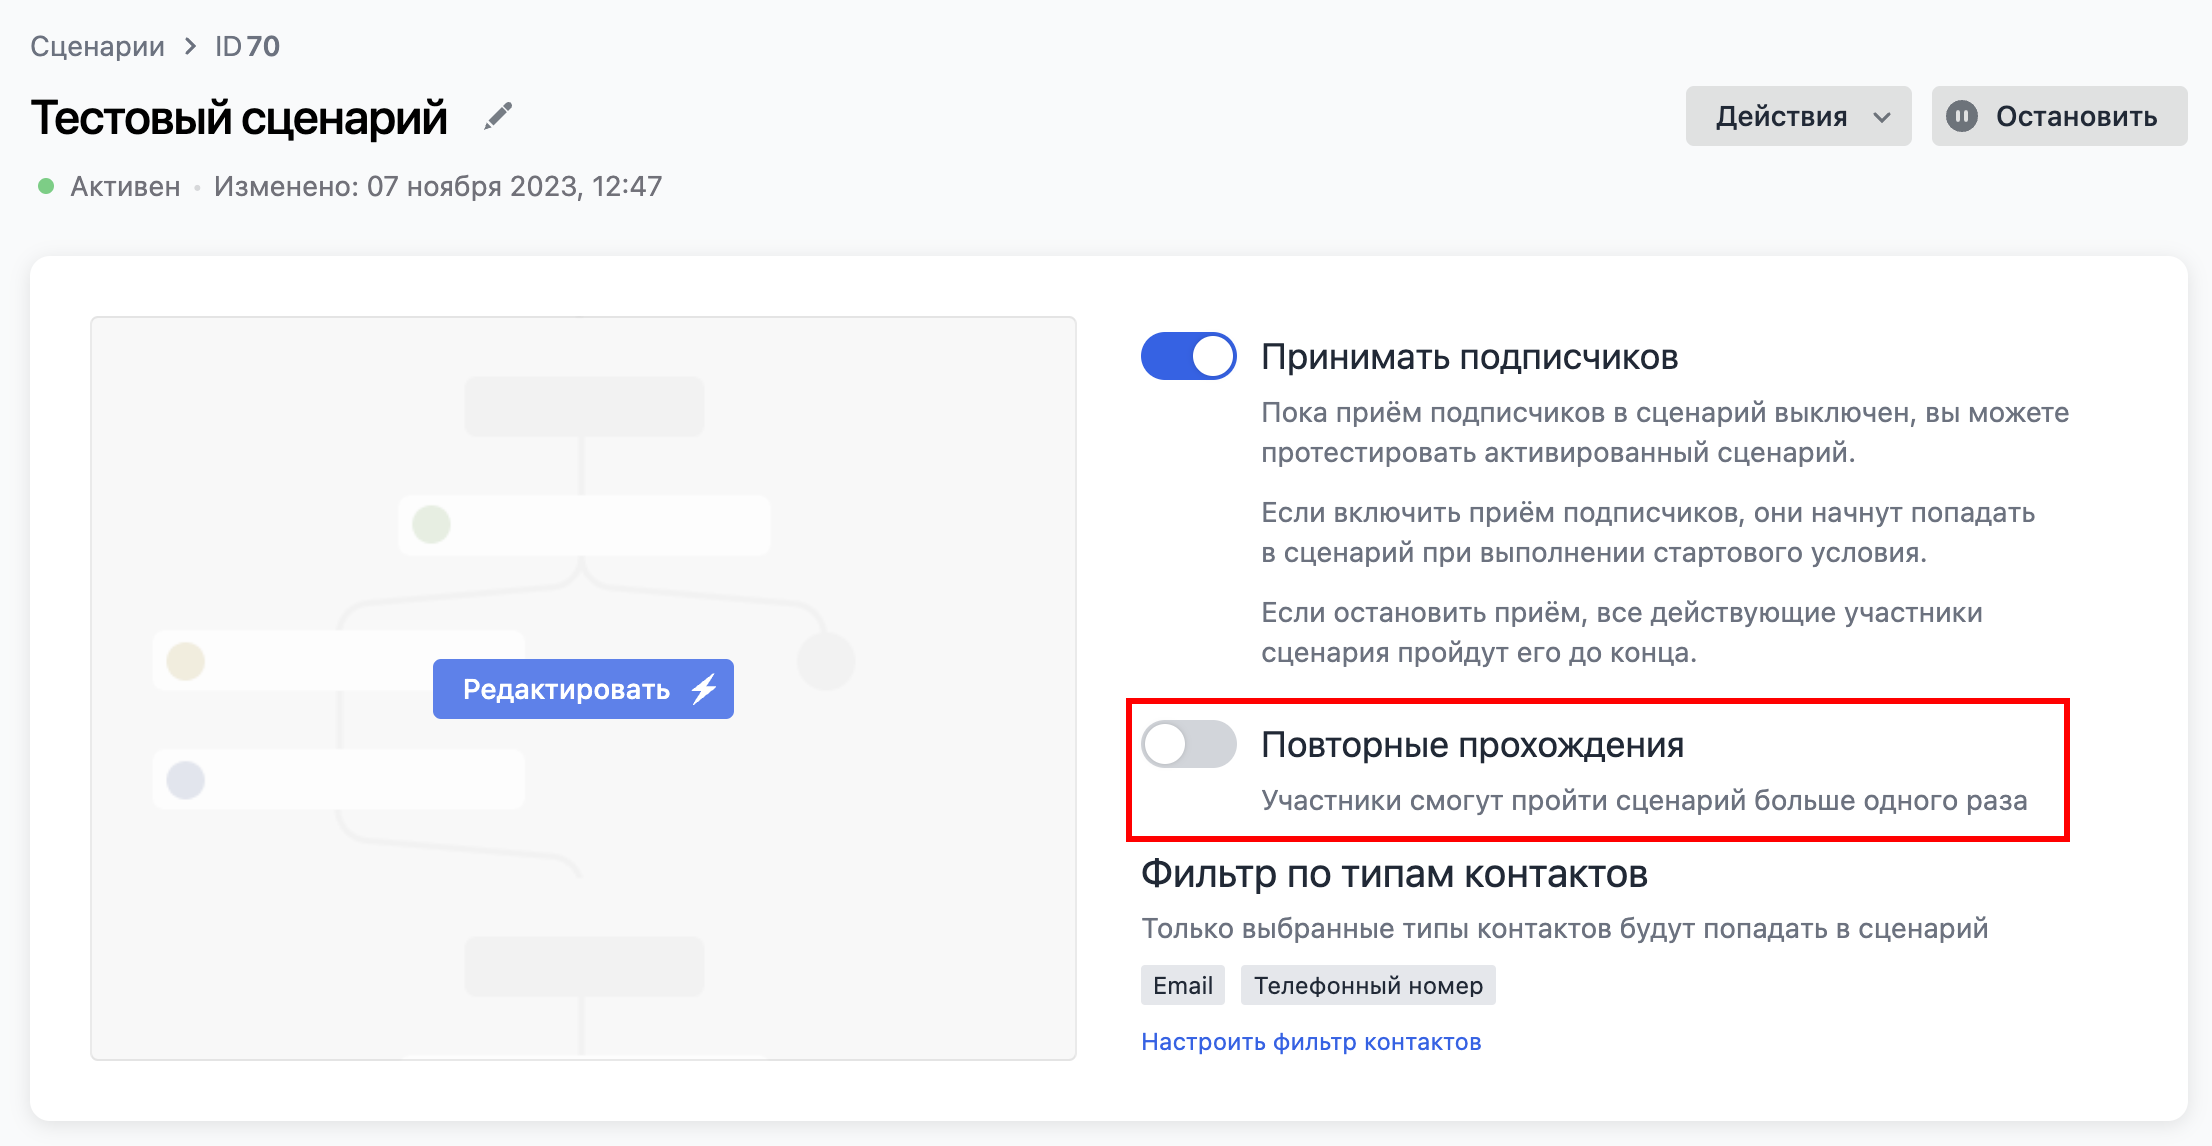 Сценарии > ID 70
Тестовый сценарий
Действия
Остановить
Активен • Изменено: 07 ноября 2023, 12:47
Редактировать
Принимать подписчиков
Пока приём подписчиков в сценарий выключен, вы можете
протестировать активированный сценарий.
Если включить приём подписчиков, они начнут попадать
в сценарий при выполнении стартового условия.
Если остановить приём, все действующие участники
сценария пройдут его до конца.
Повторные прохождения
Участники смогут пройти сценарий больше одного раза
Фильтр по типам контактов
Только выбранные типы контактов будут попадать в сценарий
Email
Телефонный номер
Настроить фильтр контактов